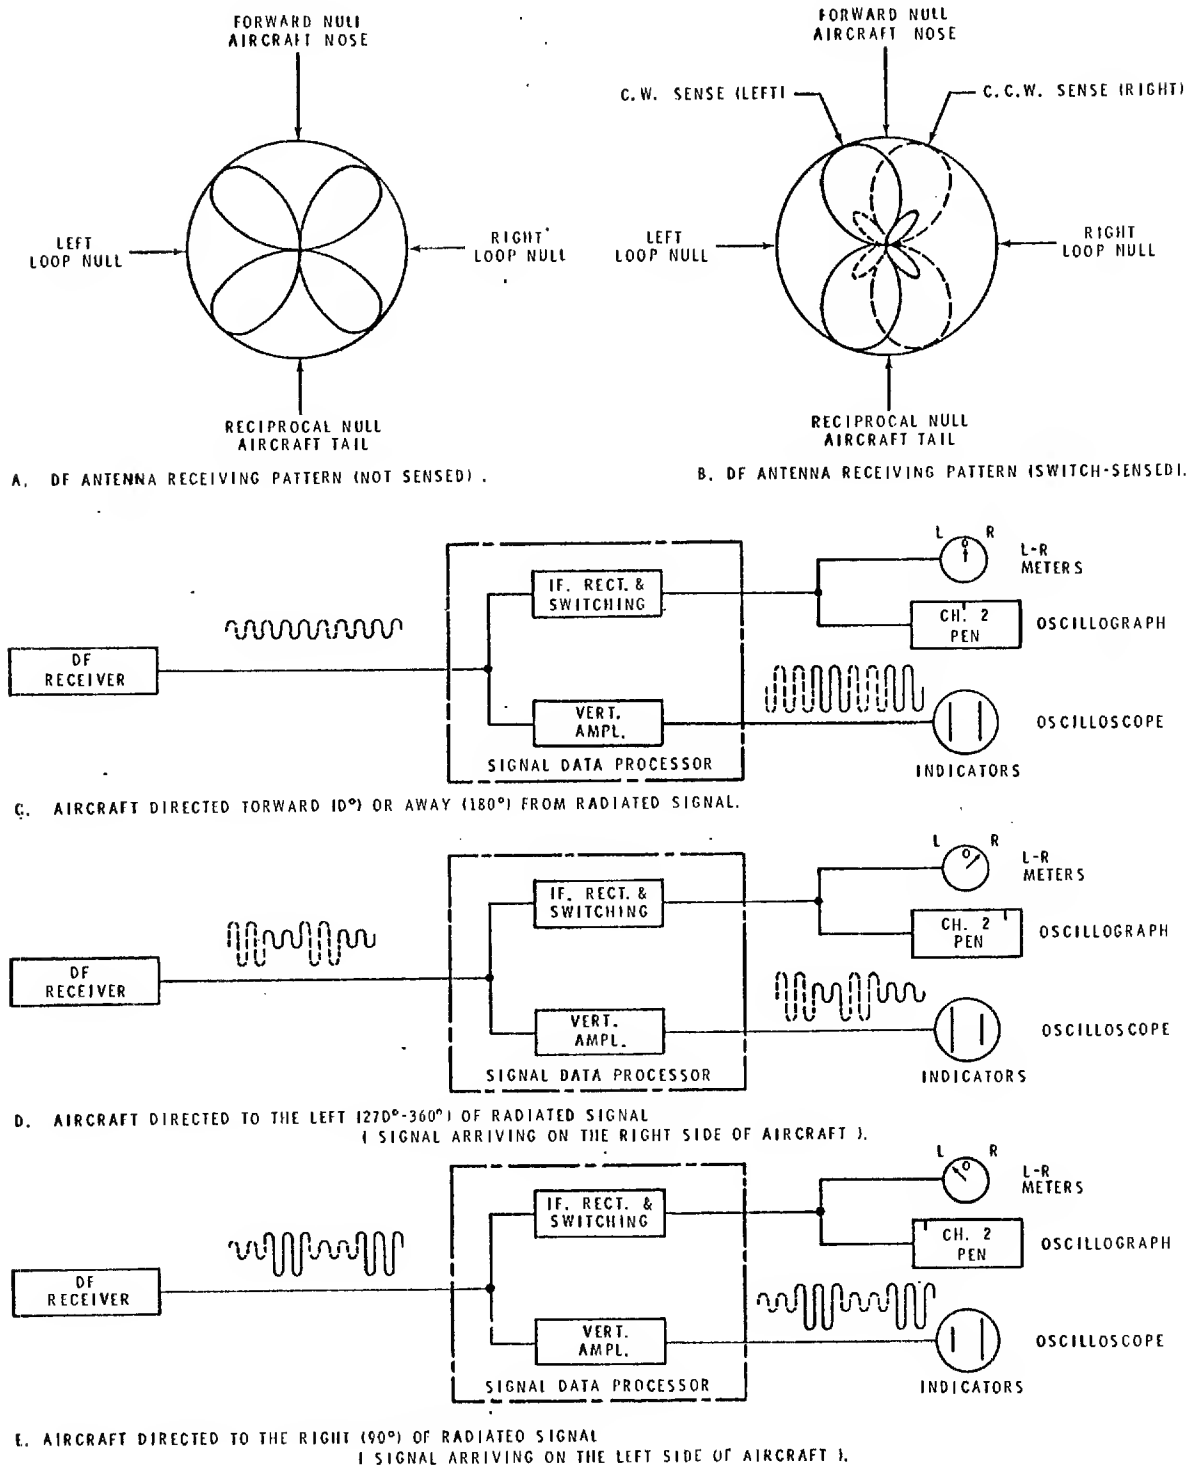 FORWARD NULL
AIRCRAFT NOSE
LEFT
LOOP NULL
RIGHT
LOOP NULL
RECIPROCAL NULL
AIRCRAFT TAIL
A. DF ANTENNA RECEIVING PATTERN (NOT SENSED).
FORWARD NULL
AIRCRAFT NOSE
C.W. SENSE (LEFT)
C.C.W. SENSE (RIGHT)
LEFT
LOOP NULL
RIGHT
LOOP NULL
RECIPROCAL NULL
AIRCRAFT TAIL
B. DF ANTENNA RECEIVING PATTERN (SWITCH-SENSED).
DF
RECEIVER
IF. RECT. &
SWITCHING
VERT.
AMPL.
SIGNAL DATA PROCESSOR
L O R
L-R
METERS
CH. 2
PEN
OSCILLOGRAPH
OSCILLOSCOPE
INDICATORS
C. AIRCRAFT DIRECTED TORWARD (0°) OR AWAY (180°) FROM RADIATED SIGNAL.
DF
RECEIVER
IF. RECT. &
SWITCHING
VERT.
AMPL.
SIGNAL DATA PROCESSOR
L O R
L-R
METERS
CH. 2
PEN
OSCILLOGRAPH
OSCILLOSCOPE
INDICATORS
D. AIRCRAFT DIRECTED TO THE LEFT (270°-360°) OF RADIATED SIGNAL
( SIGNAL ARRIVING ON THE RIGHT SIDE OF AIRCRAFT ).
DF
RECEIVER
IF. RECT. &
SWITCHING
VERT.
AMPL.
SIGNAL DATA PROCESSOR
L O R
L-R
METERS
CH. 2
PEN
OSCILLOGRAPH
OSCILLOSCOPE
INDICATORS
E. AIRCRAFT DIRECTED TO THE RIGHT (90°) OF RADIATED SIGNAL
( SIGNAL ARRIVING ON THE LEFT SIDE OF AIRCRAFT ).